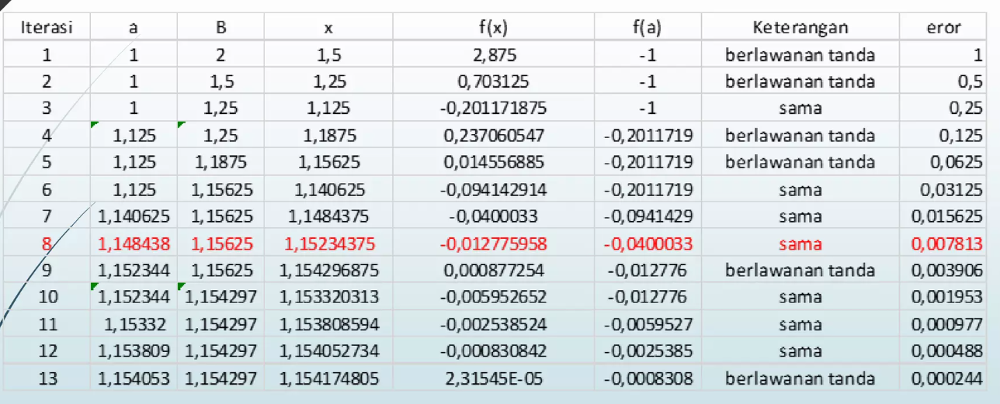 Iterasi a B x f(x) f(a) Keterangan eror
1 1 2 1,5 2,875 -1 berlawanan tanda 1
2 1 1,5 1,25 0,703125 -1 berlawanan tanda 0,5
3 1 1,25 1,125 -0,201171875 -1 sama 0,25
4 1,125 1,25 1,1875 0,237060547 -0,2011719 berlawanan tanda 0,125
5 1,125 1,1875 1,15625 0,014556885 -0,2011719 berlawanan tanda 0,0625
6 1,125 1,15625 1,140625 -0,094142914 -0,2011719 sama 0,03125
7 1,140625 1,15625 1,1484375 -0,0400033 -0,0941429 sama 0,015625
8 1,148438 1,15625 1,15234375 -0,012775958 -0,0400033 sama 0,007813
9 1,152344 1,15625 1,154296875 0,000877254 -0,012776 berlawanan tanda 0,003906
10 1,152344 1,154297 1,153320313 -0,005952652 -0,012776 sama 0,001953
11 1,15332 1,154297 1,153808594 -0,002538524 -0,0059527 sama 0,000977
12 1,153809 1,154297 1,154052734 -0,000830842 -0,0025385 sama 0,000488
13 1,154053 1,154297 1,154174805 2,31545E-05 -0,0008308 berlawanan tanda 0,000244